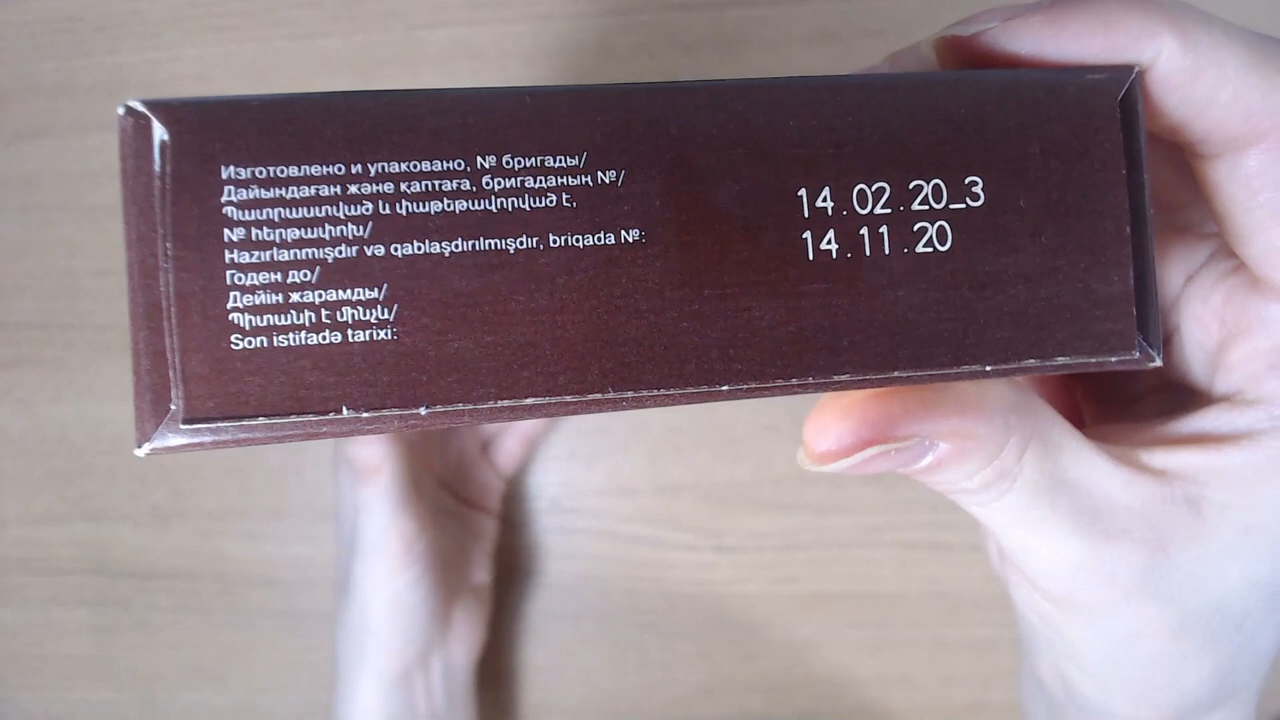 Изготовлено и упаковано, № бригады/
Дайындаған және қаптаға, бригаданың №/
Պատրաստված և փաթեթավորված է,
№ հերթափոխ/
Hazırlanmışdır və qablaşdırılmışdır, briqada №:
Годен до/
Дейін жарамды/
Պիտանի է մինչև/
Son istifadə tarixi:
14.02.20_3
14.11.20